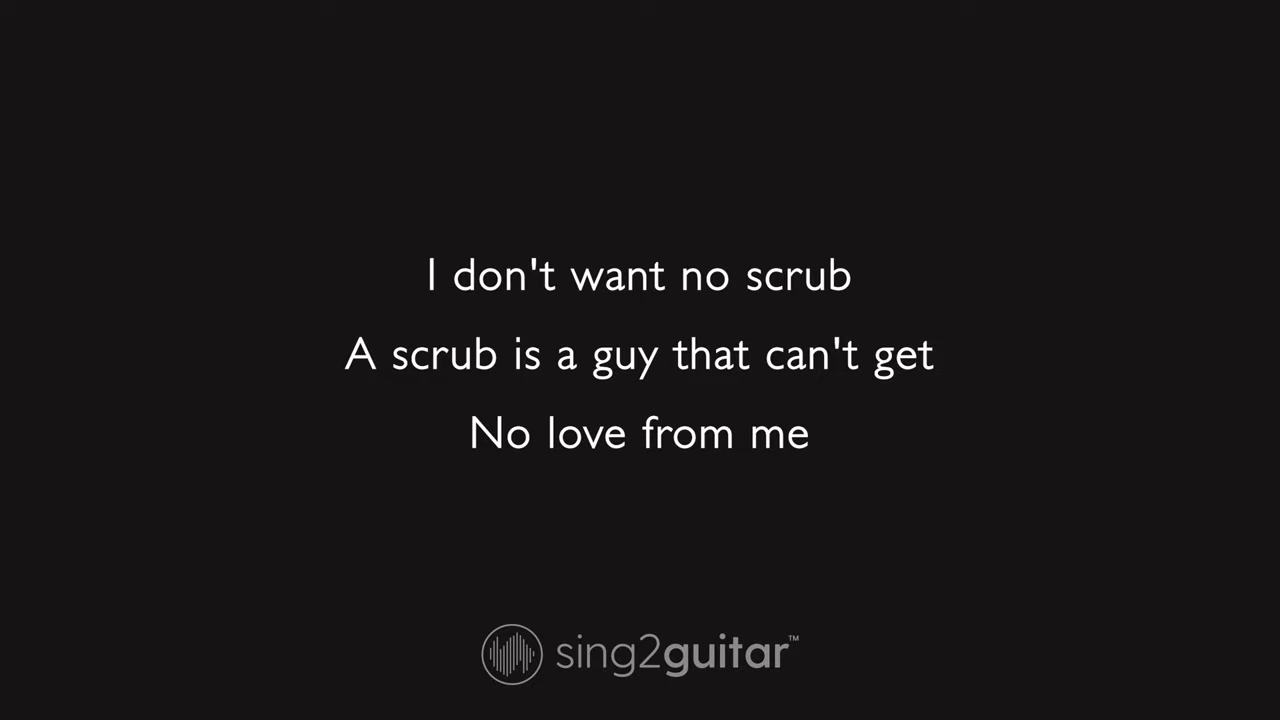 I don't want no scrub
A scrub is a guy that can't get
No love from me
sing2guitar™